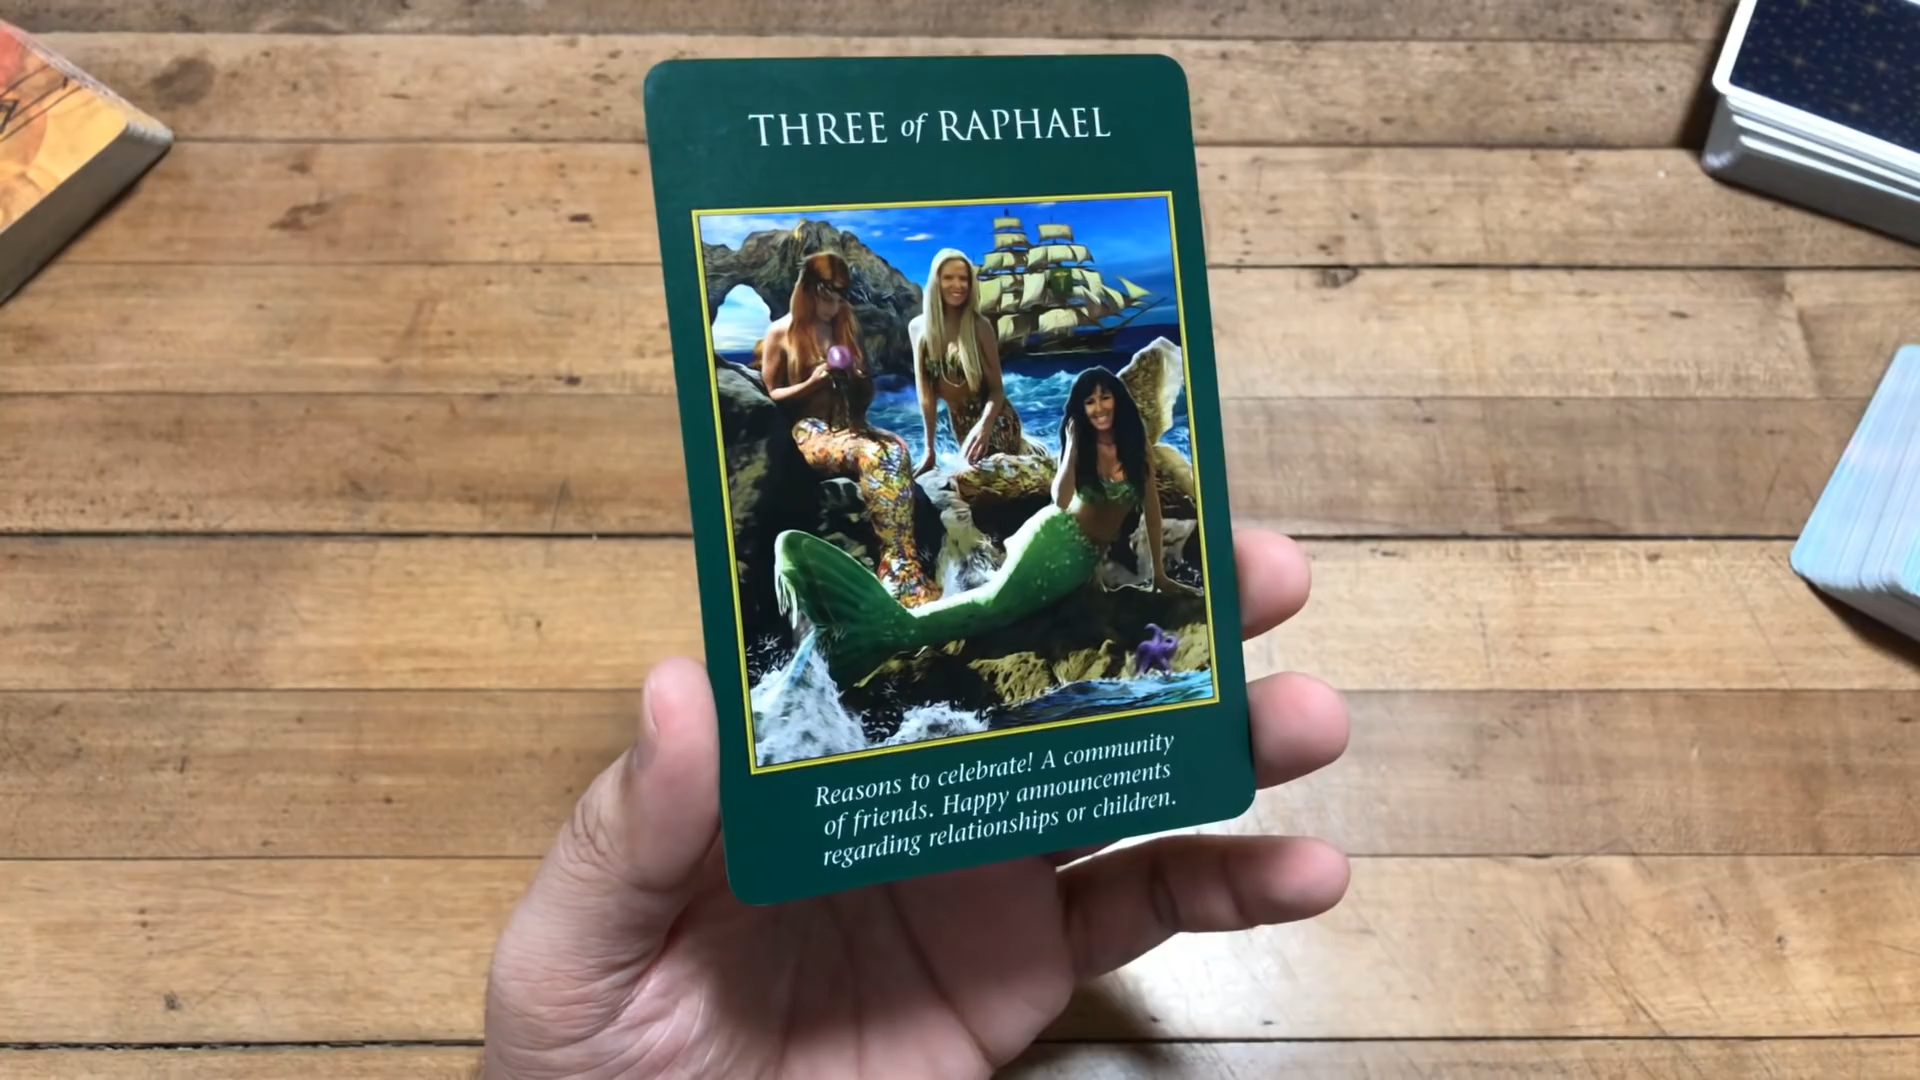 THREE of RAPHAEL
Reasons to celebrate! A community
of friends. Happy announcements
regarding relationships or children.